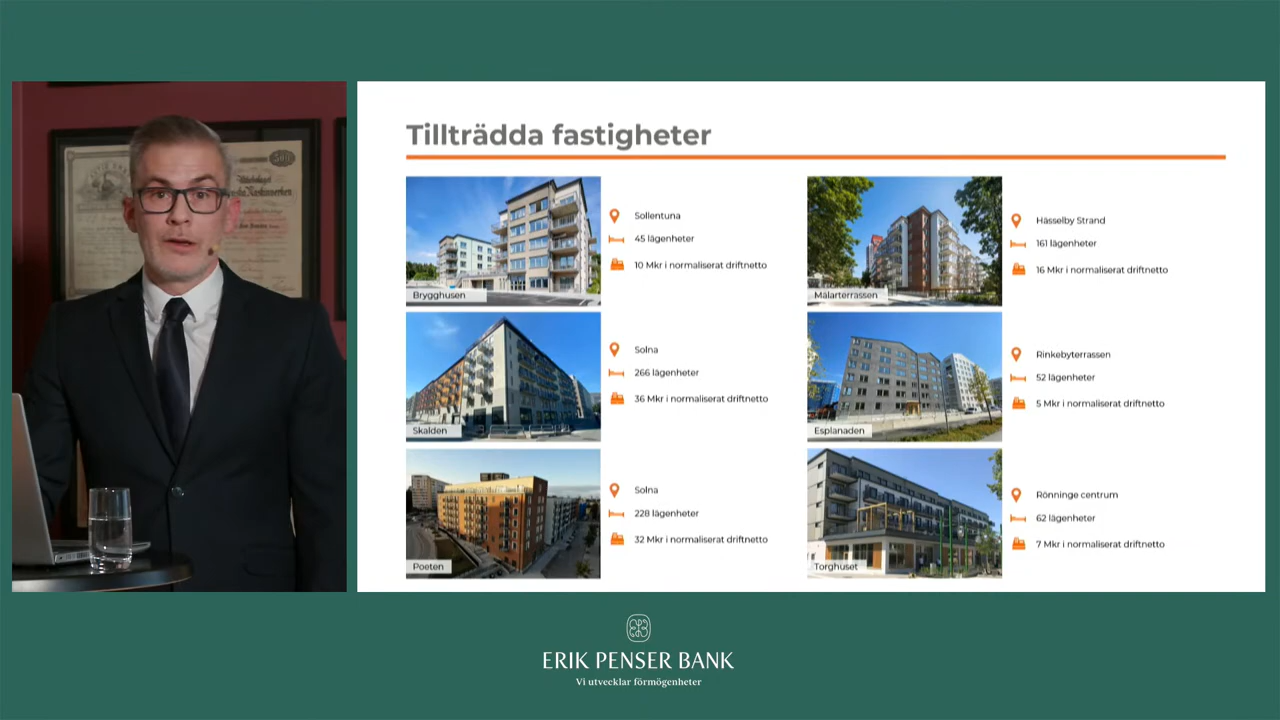 Tillträdda fastigheter
Sollentuna
45 lägenheter
10 Mkr i normaliserat driftnetto
Brygghusen
Solna
266 lägenheter
36 Mkr i normaliserat driftnetto
Skalden
Solna
228 lägenheter
32 Mkr i normaliserat driftnetto
Poeten
Hässelby Strand
161 lägenheter
16 Mkr i normaliserat driftnetto
Mälarterrassen
Rinkebyterrassen
52 lägenheter
5 Mkr i normaliserat driftnetto
Esplanaden
Rönninge centrum
62 lägenheter
7 Mkr i normaliserat driftnetto
Torghuset
ERIK PENSER BANK
Vi utvecklar förmögenheter